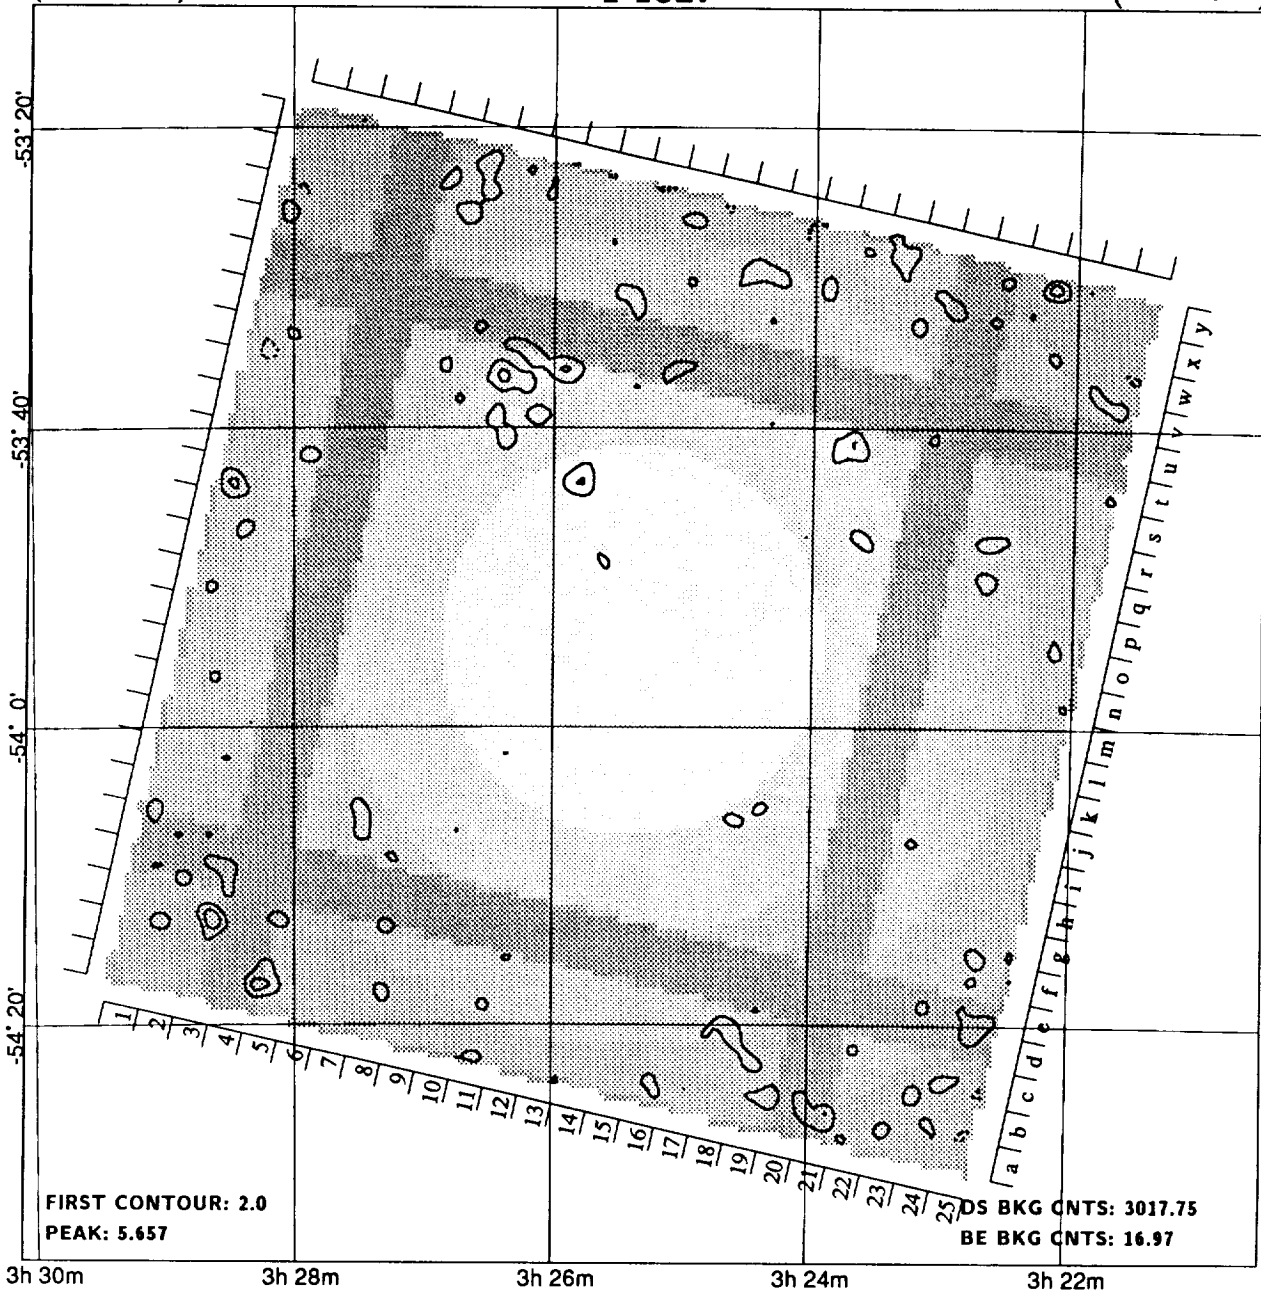 -53° 20'
-53° 40'
-54° 0'
-54° 20'
y
x
w
v
u
t
s
r
q
p
o
n
m
l
k
j
i
h
g
f
e
d
c
b
a
1 2 3 4 5 6 7 8 9 10 11 12 13 14 15 16 17 18 19 20 21 22 23 24 25
FIRST CONTOUR: 2.0
PEAK: 5.657
DS BKG CNTS: 3017.75
BE BKG CNTS: 16.97
3h 30m 3h 28m 3h 26m 3h 24m 3h 22m